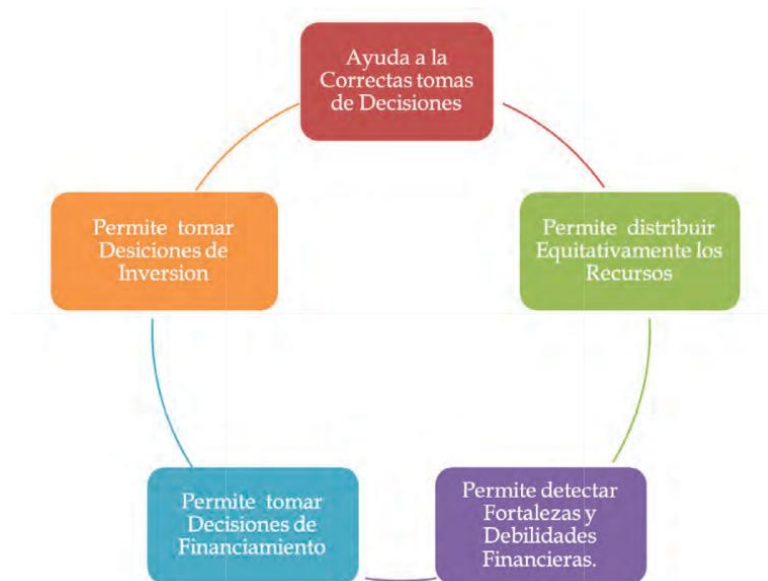 Ayuda a la
Correctas tomas
de Decisiones
Permite tomar
Desiciones de
Inversion
Permite distribuir
Equitativamente los
Recursos
Permite tomar
Decisiones de
Financiamiento
Permite detectar
Fortalezas y
Debilidades
Financieras.